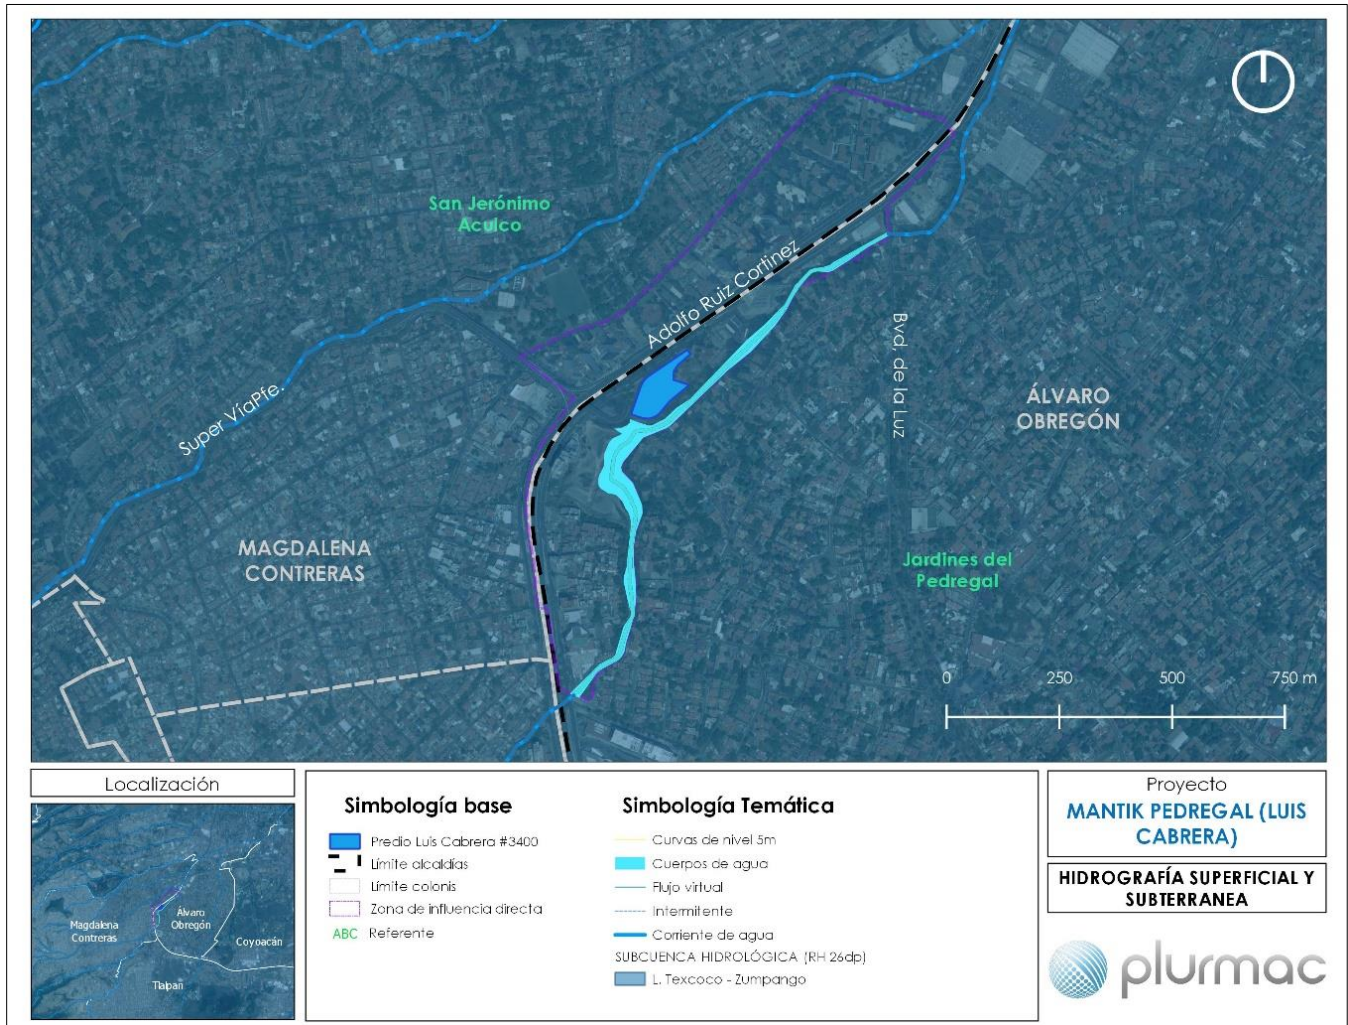 San Jerónimo
Aculco
Adolfo Ruiz Cortinez
Super VíaPfe.
Bvd, de la Luz
ÁLVARO
OBREGÓN
MAGDALENA
CONTRERAS
Jardines del
Pedregal
0 250 500 750 m
Localización
Magdalena
Contreras
Álvaro
Obregón
Coyoacán
Tlalpan
Simbología base
Predio Luis Cabrera #3400
Límite alcaldías
Límite colonis
Zona de influencia directa
ABC Referente
Simbología Temática
Curvas de nivel 5m
Cuerpos de agua
Flujo virtual
Intermitente
Corriente de agua
SUBCUENCA HIDROLÓGICA (RH 26dp)
L. Texcoco - Zumpango
Proyecto
MANTIK PEDREGAL (LUIS
CABRERA)
HIDROGRAFÍA SUPERFICIAL Y
SUBTERRANEA
plurmac